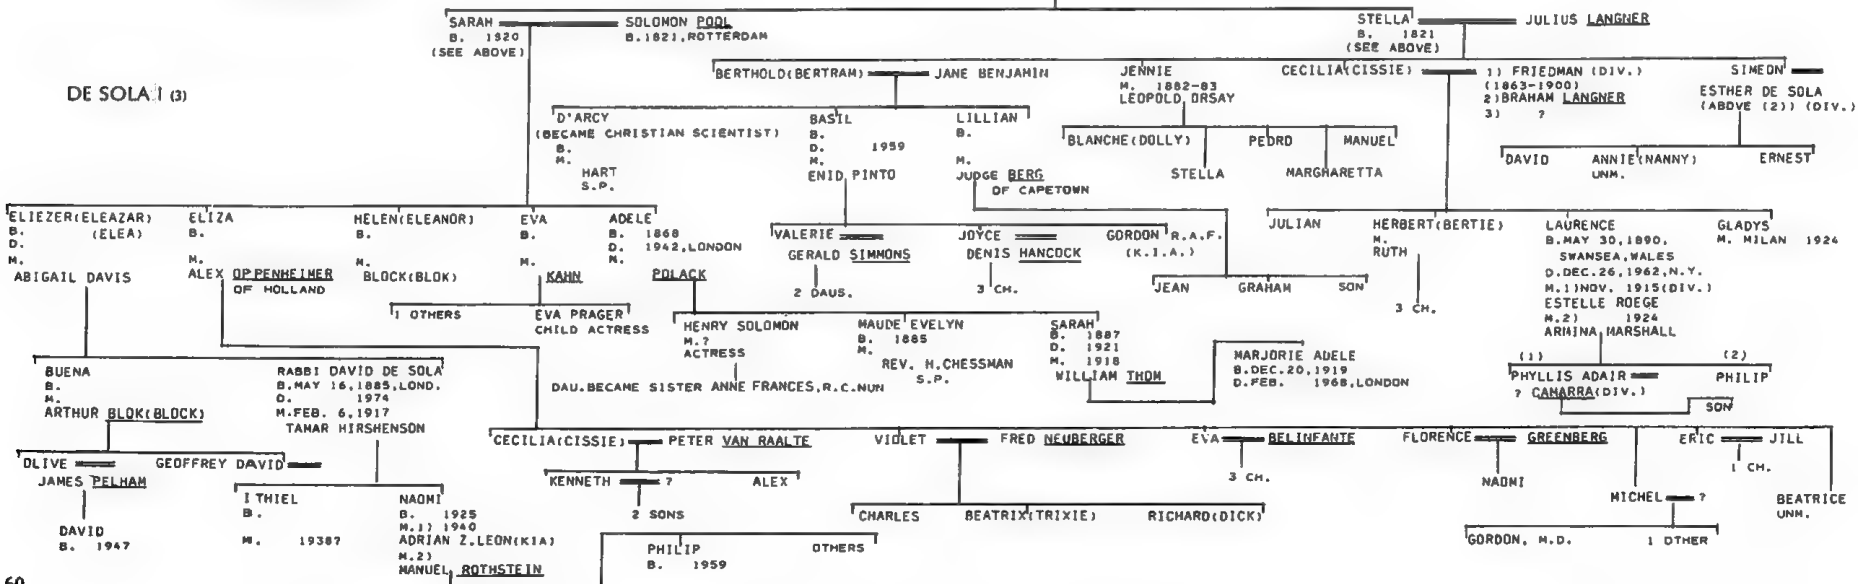 SARAH SOLOMON POOL STELLA JULIUS LANGNER
B. 1820 B.1821,ROTTERDAM B. 1821
(SEE ABOVE) (SEE ABOVE)
BERTHOLD(BERTRAM) JANE BENJAMIN JENNIE CECILIA(CISSIE) 1) FRIEDMAN (DIV.) SIMEON
M. 1882-83 (1863-1900) ESTHER DE SOLA
LEOPOLD ORSAY 2)BRAHAM LANGNER (ABOVE (2)) (DIV.)
3) ?
DE SOLA I (3)
D'ARCY BASIL LILLIAN
(BECAME CHRISTIAN SCIENTIST) B. B.
B. D. 1959
M. M. M.
HART ENID PINTO JUDGE BERG
S.P. OF CAPETOWN
BLANCHE(DOLLY) PEDRO MANUEL
STELLA MARGHARETTA
DAVID ANNIE(NANNY) ERNEST
UNM.
ELIEZER(ELEAZAR) ELIZA HELEN(ELEANOR) EVA ADELE
B. (ELEA) B. B. B. B. 1868
D. D. 1942,LONDON
M. M. M. M. M.
ABIGAIL DAVIS ALEX OPPENHEIMER BLOCK(BLOK) KAHN POLACK
OF HOLLAND
VALERIE JOYCE GORDON R.A.F.
GERALD SIMMONS DENIS HANCOCK (K.I.A.)
2 DAUS. 3 CH.
JEAN GRAHAM SON
JULIAN HERBERT(BERTIE) LAURENCE GLADYS
M. B.MAY 30,1890, M. MILAN 1924
RUTH SWANSEA,WALES
D.DEC.26,1962,N.Y.
3 CH. M.1)NOV. 1915(DIV.)
ESTELLE ROEGE
M.2) 1924
ARMINA MARSHALL
1 OTHERS EVA PRAGER
CHILD ACTRESS
HENRY SOLOMON MAUDE EVELYN SARAH
M.? B. 1885 B. 1887
ACTRESS M. D. 1921
REV. H.CHESSMAN M. 1918
S.P. WILLIAM THOM
DAU.BECAME SISTER ANNE FRANCES,R.C.NUN
MARJORIE ADELE
B.DEC.20,1919
D.FEB. 1968,LONDON
(1) (2)
PHYLLIS ADAIR PHILIP
? CAMARRA(DIV.)
SON
BUENA RABBI DAVID DE SOLA
B. B.MAY 16,1885,LOND.
M. D. 1974
ARTHUR BLOK(BLOCK) M.FEB. 6,1917
TAMAR HIRSHENSON
CECILIA(CISSIE) PETER VAN RAALTE VIOLET FRED NEUBERGER EVA BELINFANTE FLORENCE GREENBERG ERIC JILL
3 CH. NAOMI 1 CH.
OLIVE GEOFFREY DAVID
JAMES PELHAM
KENNETH ? ALEX
2 SONS
MICHEL ? BEATRICE
UNM.
ITHIEL NAOMI
B. B. 1925
M.1) 1940
M. 1938? ADRIAN Z.LEON(KIA)
M.2)
MANUEL ROTHSTEIN
DAVID
B. 1947
CHARLES BEATRIX(TRIXIE) RICHARD(DICK)
GORDON, M.D. 1 OTHER
PHILIP OTHERS
B. 1959
60